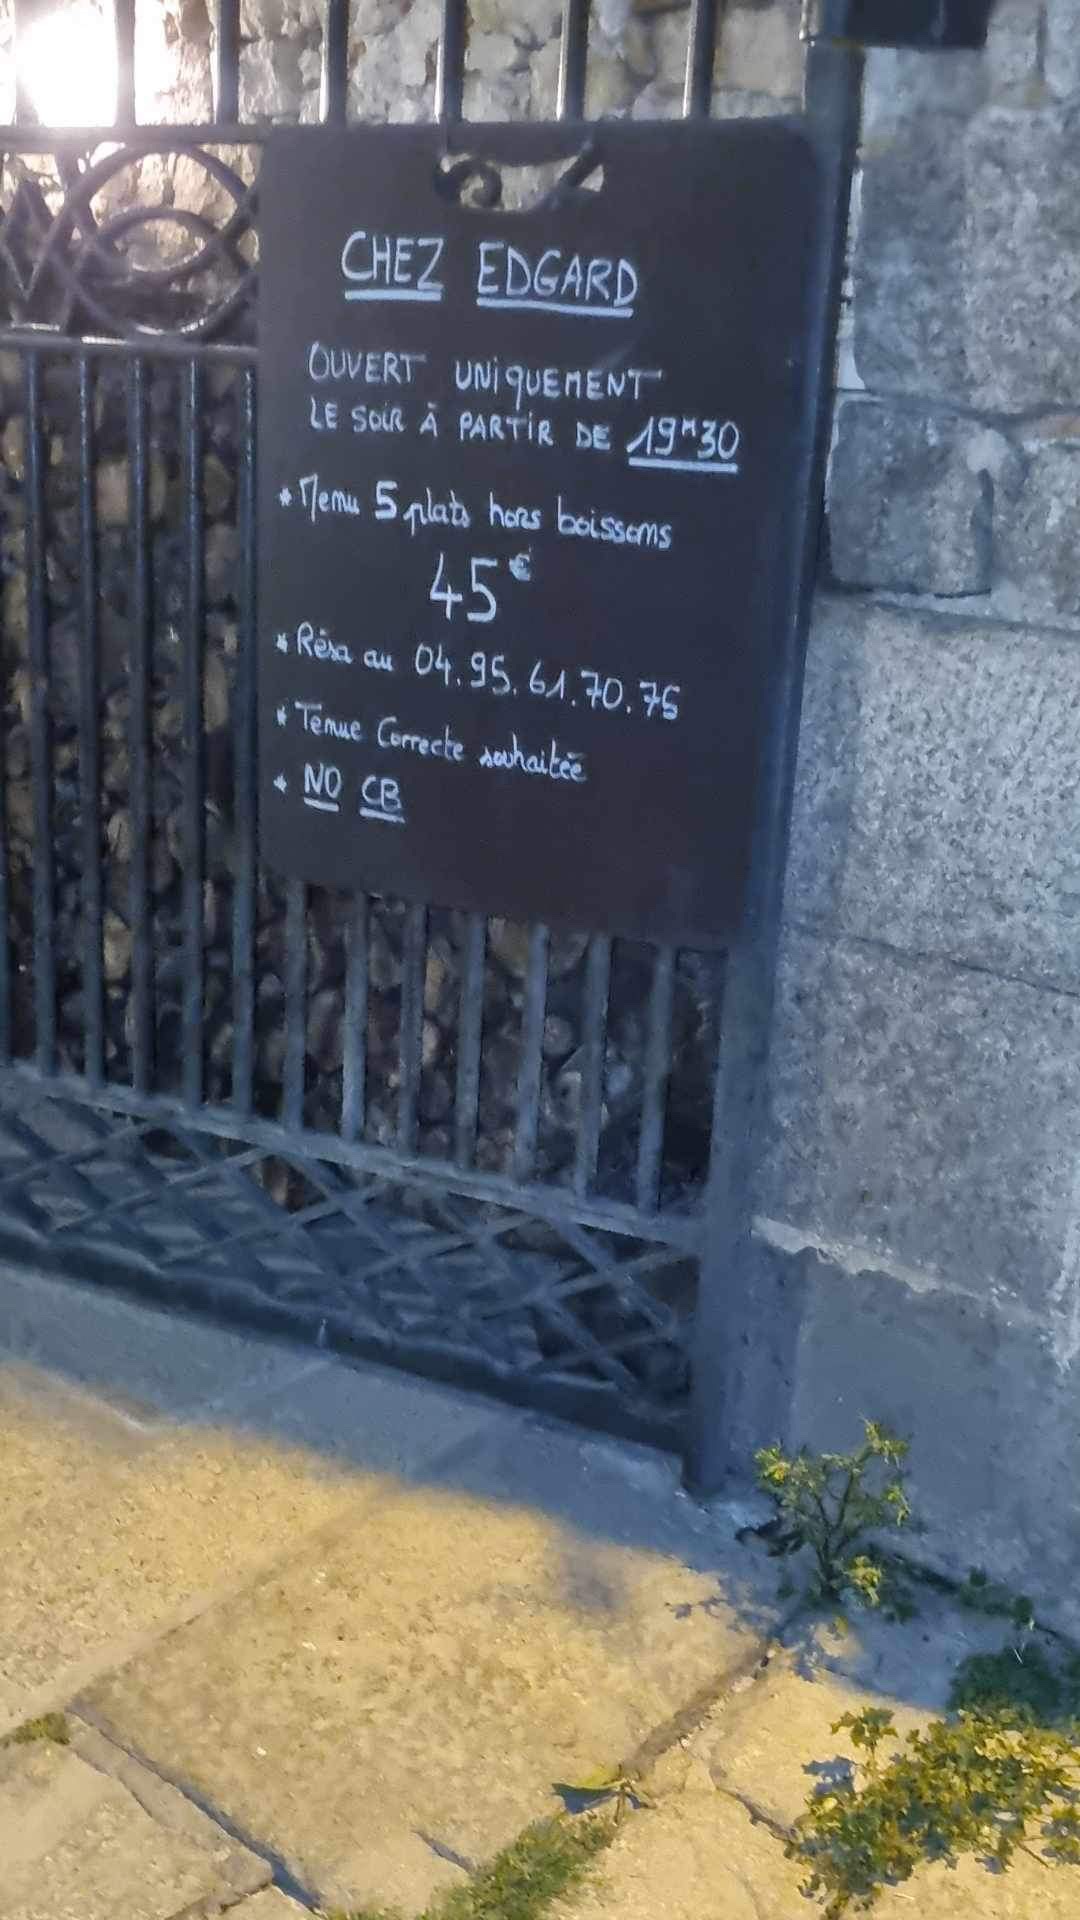 CHEZ EDGARD
OUVERT UNIQUEMENT
LE SOIR À PARTIR DE 19H30
* Menu 5 plats hors boissons
45€
* Résa au 04.95.61.70.75
* Tenue Correcte souhaitée
* NO CB